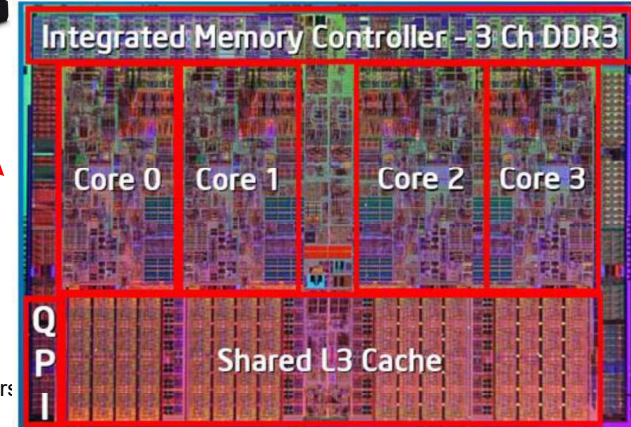 Integrated Memory Controller - 3 Ch DDR3
Core 0
Core 1
Core 2
Core 3
Q
P
I
Shared L3 Cache